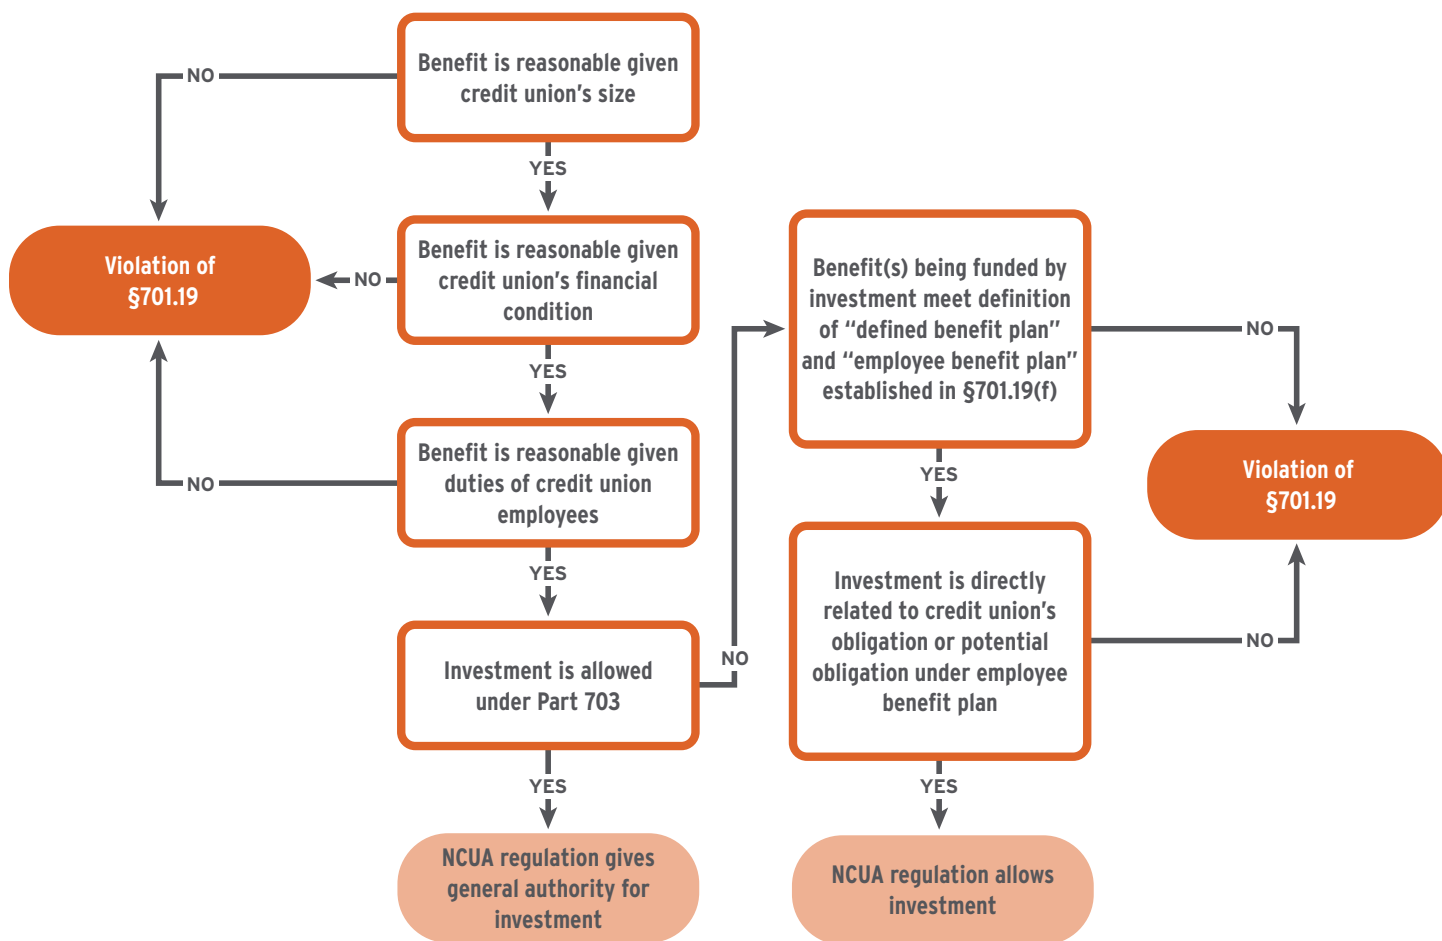 Benefit is reasonable given
credit union's size
NO
YES
Violation of
§701.19
NO
Benefit is reasonable given
credit union's financial
condition
YES
Benefit is reasonable given
duties of credit union
employees
NO
YES
Investment is allowed
under Part 703
NO
YES
NCUA regulation gives
general authority for
investment
Benefit(s) being funded by
investment meet definition
of “defined benefit plan”
and “employee benefit plan”
established in §701.19(f)
NO
YES
Violation of
§701.19
Investment is directly
related to credit union's
obligation or potential
obligation under employee
benefit plan
NO
YES
NCUA regulation allows
investment